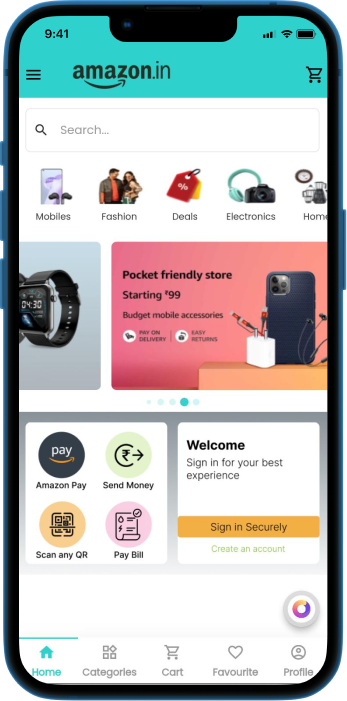 9:41
amazon.in
Search...
Mobiles
Fashion
Deals
Electronics
Home
04:30
Pocket friendly store
Starting ₹99
Budget mobile accessories
PAY ON
DELIVERY
EASY
RETURNS
pay
Amazon Pay
Send Money
Scan any QR
Pay Bill
Welcome
Sign in for your best
experience
Sign in Securely
Create an account
Home
Categories
Cart
Favourite
Profile